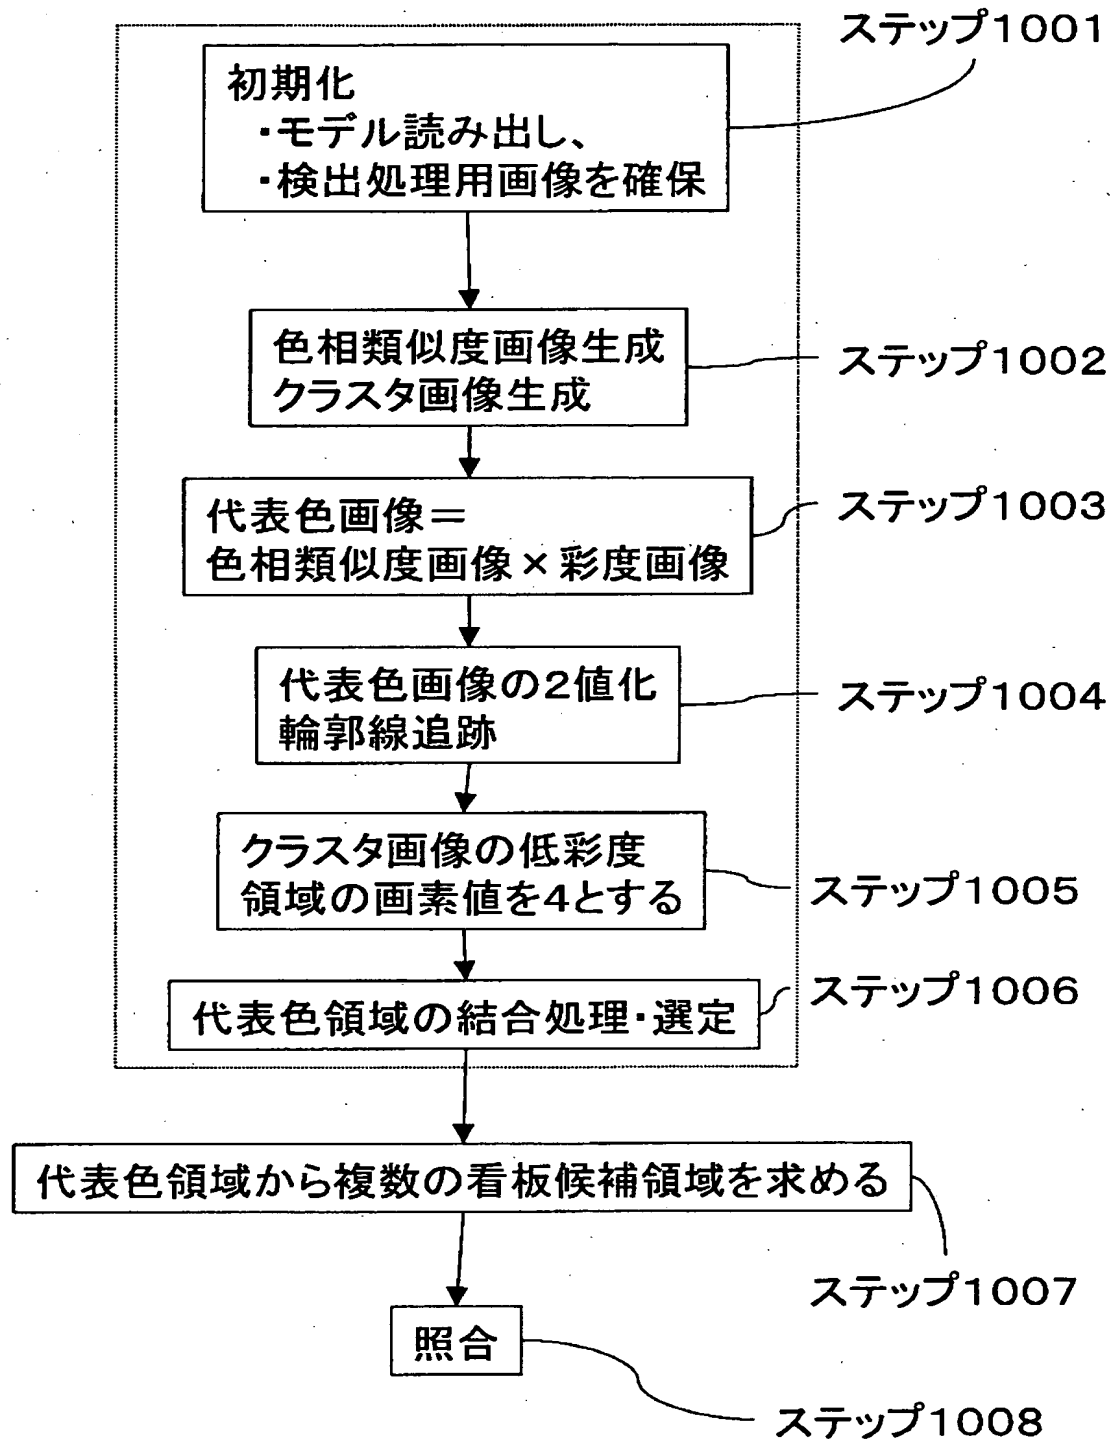 ステップ1001
初期化
・モデル読み出し、
・検出処理用画像を確保
色相類似度画像生成
クラスタ画像生成
ステップ1002
代表色画像＝
色相類似度画像×彩度画像
ステップ1003
代表色画像の2値化
輪郭線追跡
ステップ1004
クラスタ画像の低彩度
領域の画素値を4とする
ステップ1005
代表色領域の結合処理・選定
ステップ1006
代表色領域から複数の看板候補領域を求める
ステップ1007
照合
ステップ1008